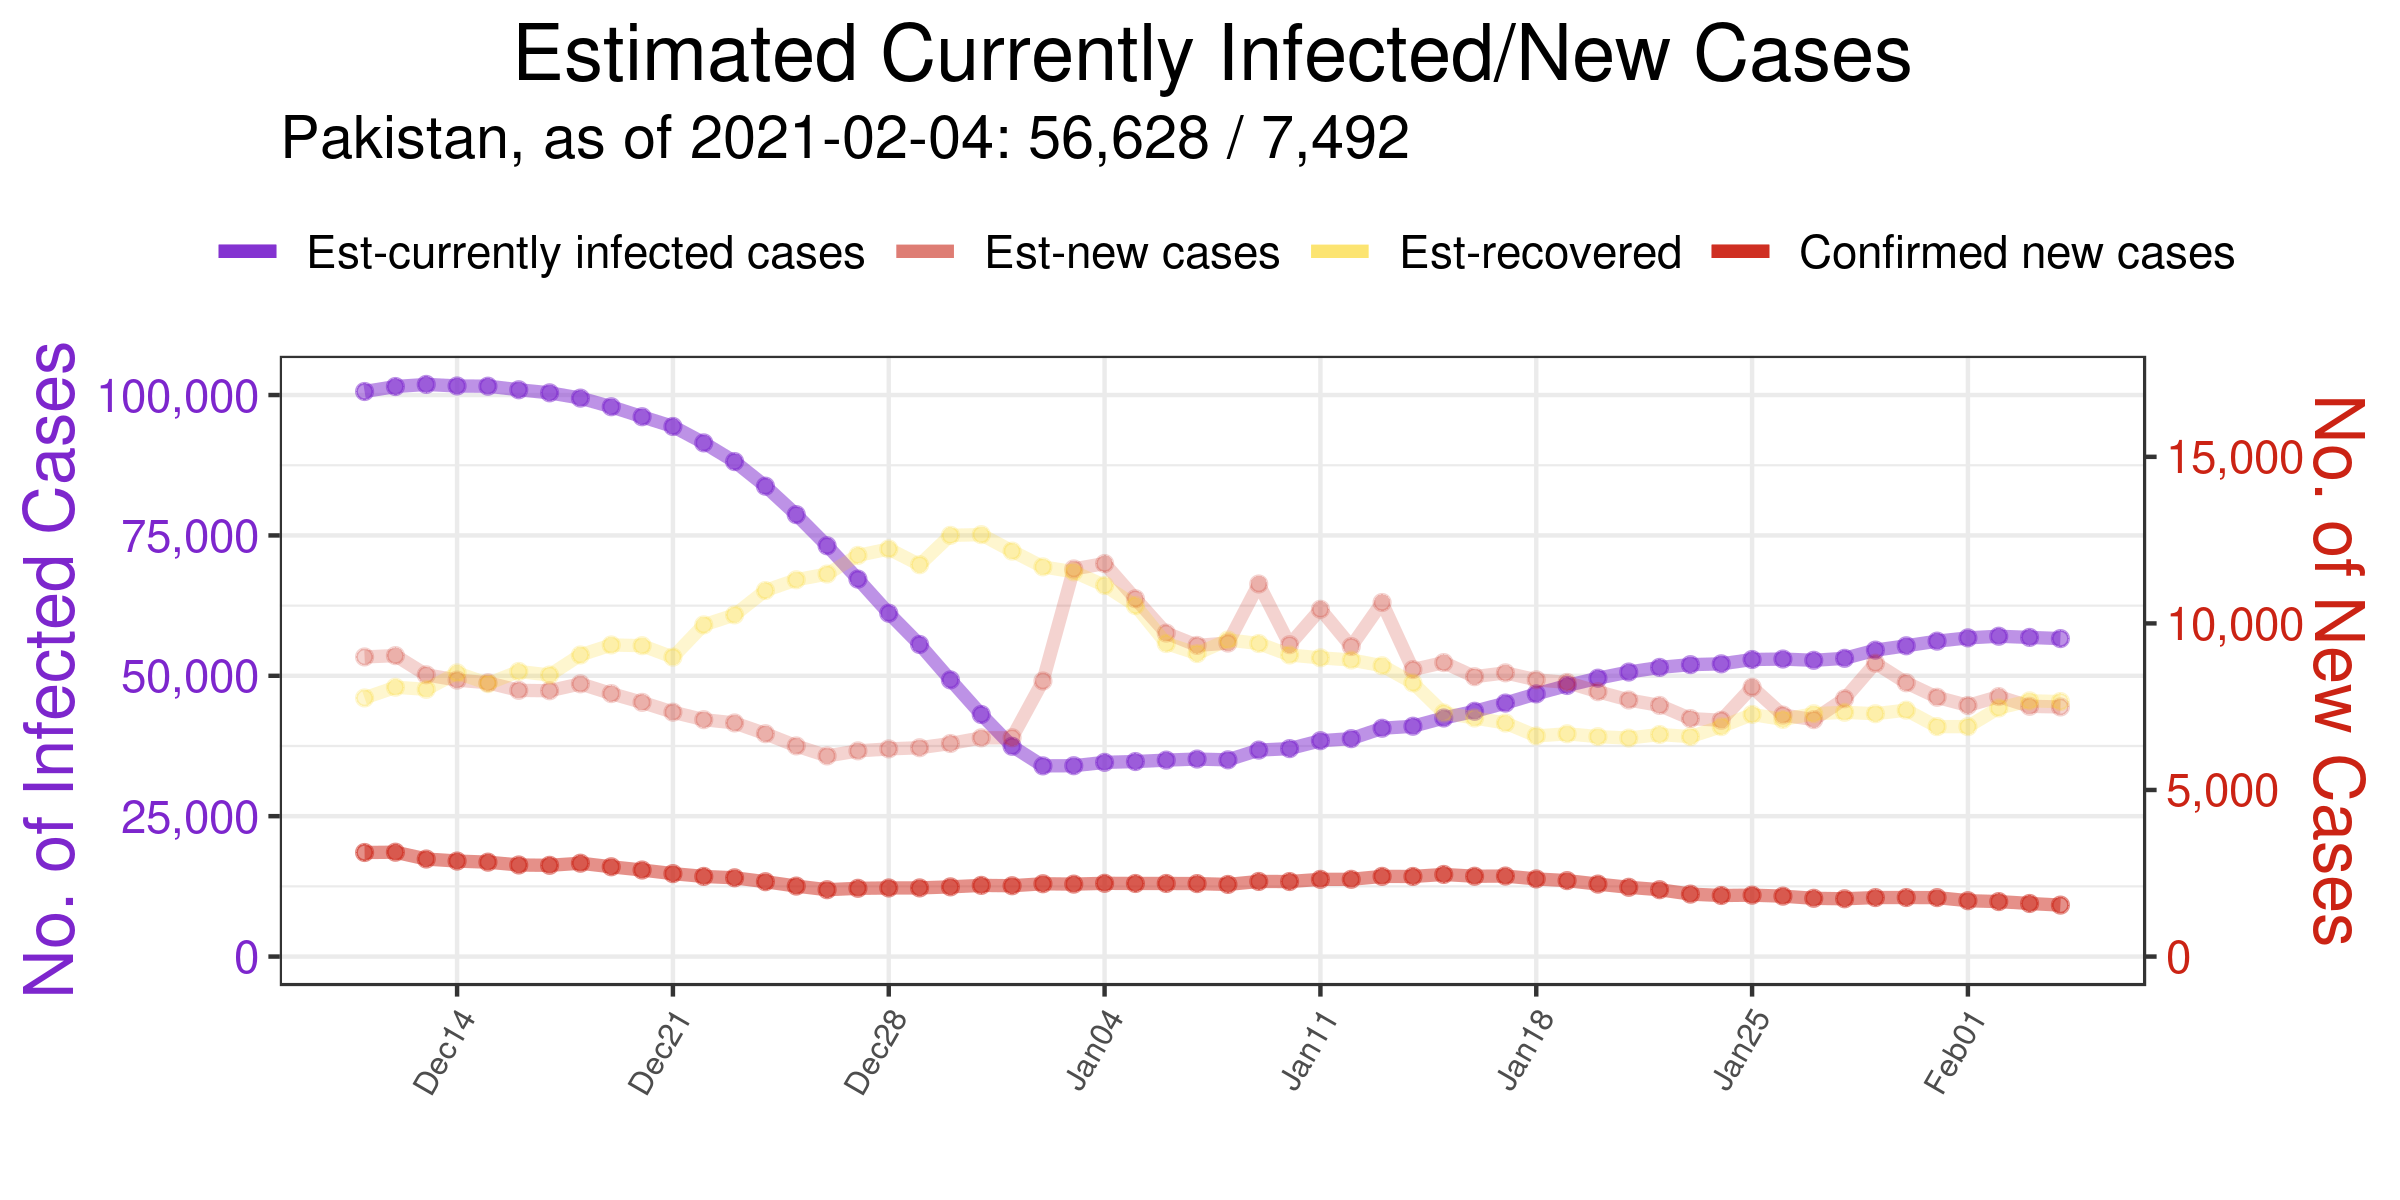 Estimated Currently Infected/New Cases
Pakistan, as of 2021-02-04: 56,628 / 7,492
Est-currently infected cases Est-new cases Est-recovered Confirmed new cases
No. of Infected Cases
100,000
75,000
50,000
25,000
0
15,000
10,000
5,000
0
No. of New Cases
Dec14 Dec21 Dec28 Jan04 Jan11 Jan18 Jan25 Feb01